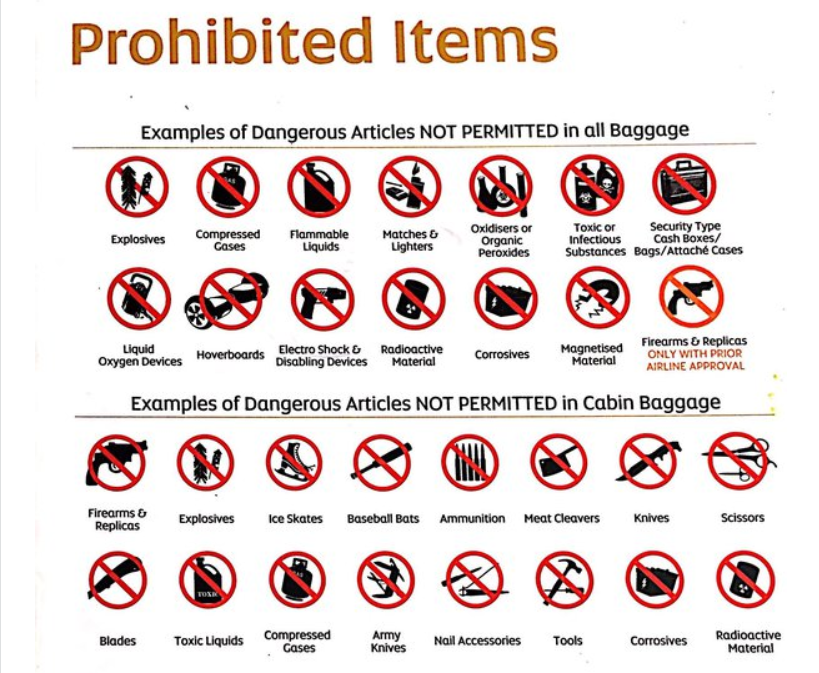 Prohibited Items
Examples of Dangerous Articles NOT PERMITTED in all Baggage
GAS
Explosives
Compressed
Gases
Flammable
Liquids
Matches &
Lighters
Oxidisers or
Organic
Peroxides
Toxic or
Infectious
Substances
Security Type
Cash Boxes/
Bags/Attaché Cases
Liquid
Oxygen Devices
Hoverboards
Electro Shock &
Disabling Devices
Radioactive
Material
Corrosives
Magnetised
Material
Firearms & Replicas
ONLY WITH PRIOR
AIRLINE APPROVAL
Examples of Dangerous Articles NOT PERMITTED in Cabin Baggage
Firearms &
Replicas
Explosives
Ice Skates
Baseball Bats
Ammunition
Meat Cleavers
Knives
Scissors
TOXIC
GAS
Blades
Toxic Liquids
Compressed
Gases
Army
Knives
Nail Accessories
Tools
Corrosives
Radioactive
Material